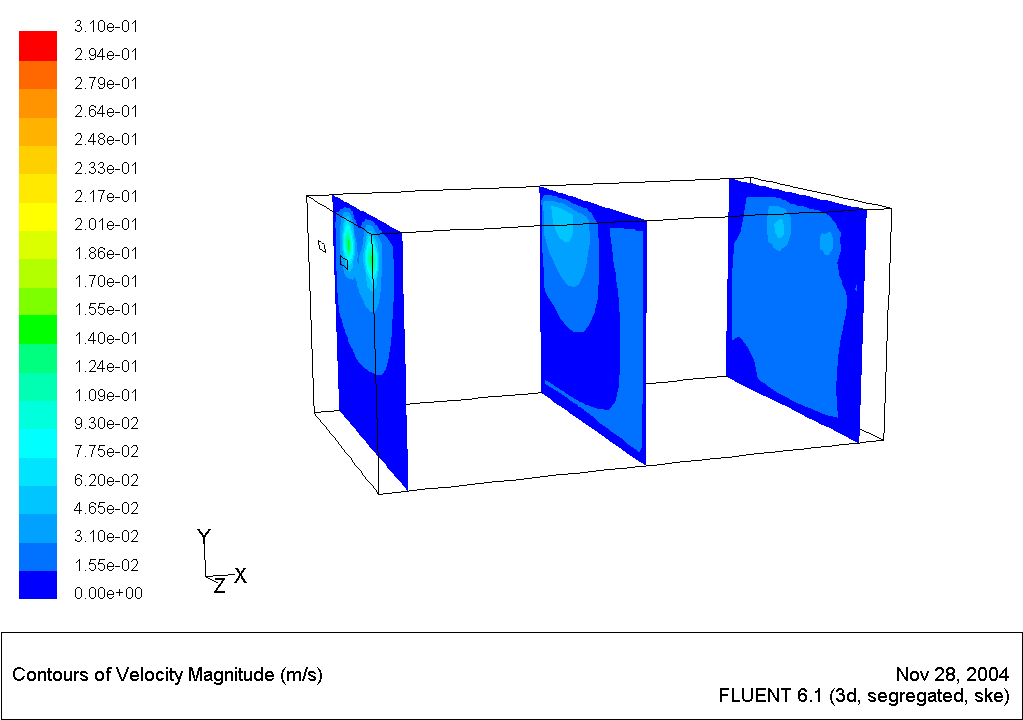 3.10e-01
2.94e-01
2.79e-01
2.64e-01
2.48e-01
2.33e-01
2.17e-01
2.01e-01
1.86e-01
1.70e-01
1.55e-01
1.40e-01
1.24e-01
1.09e-01
9.30e-02
7.75e-02
6.20e-02
4.65e-02
3.10e-02
1.55e-02
0.00e+00
Y
X
Z
Contours of Velocity Magnitude (m/s)
Nov 28, 2004
FLUENT 6.1 (3d, segregated, ske)